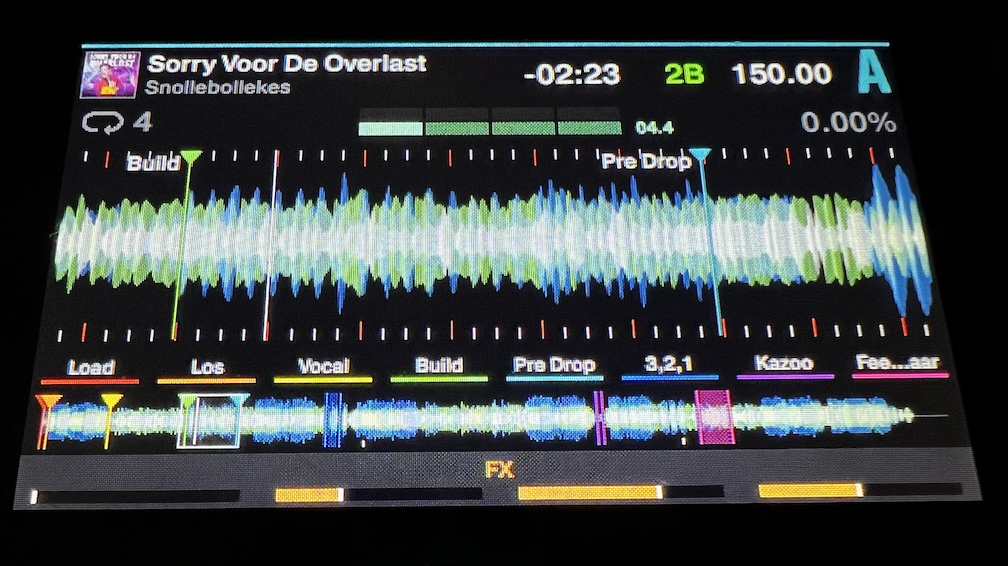 Sorry Voor De Overlast
Snollebollekes
-02:23
2B
150.00
A
4
04.4
0.00%
Build
Pre Drop
Load
Los
Vocal
Build
Pre Drop
3,2,1
Kazoo
Fee...aar
FX